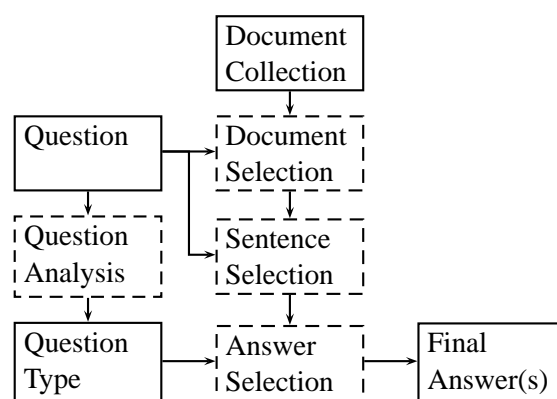 Document
Collection
Question
Document
Selection
Question
Analysis
Sentence
Selection
Question
Type
Answer
Selection
Final
Answer(s)